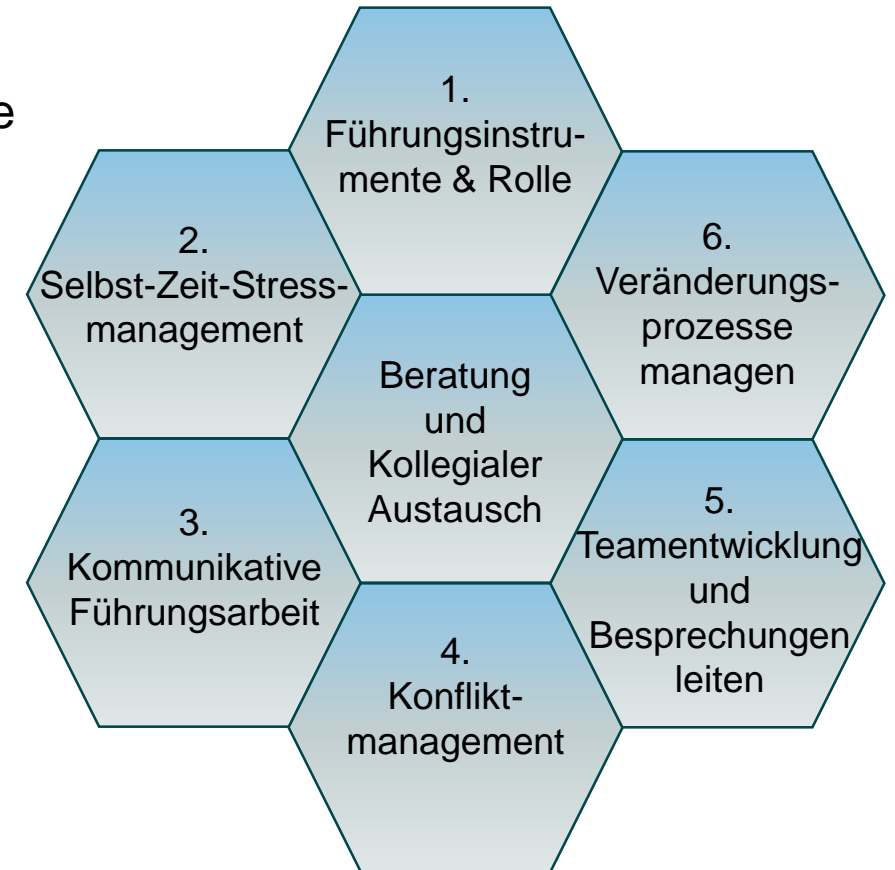 e
1.
Führungsinstru-
mente & Rolle
2.
Selbst-Zeit-Stress-
management
3.
Kommunikative
Führungsarbeit
4.
Konflikt-
management
5.
Teamentwicklung
und
Besprechungen
leiten
6.
Veränderungs-
prozesse
managen
Beratung
und
Kollegialer
Austausch